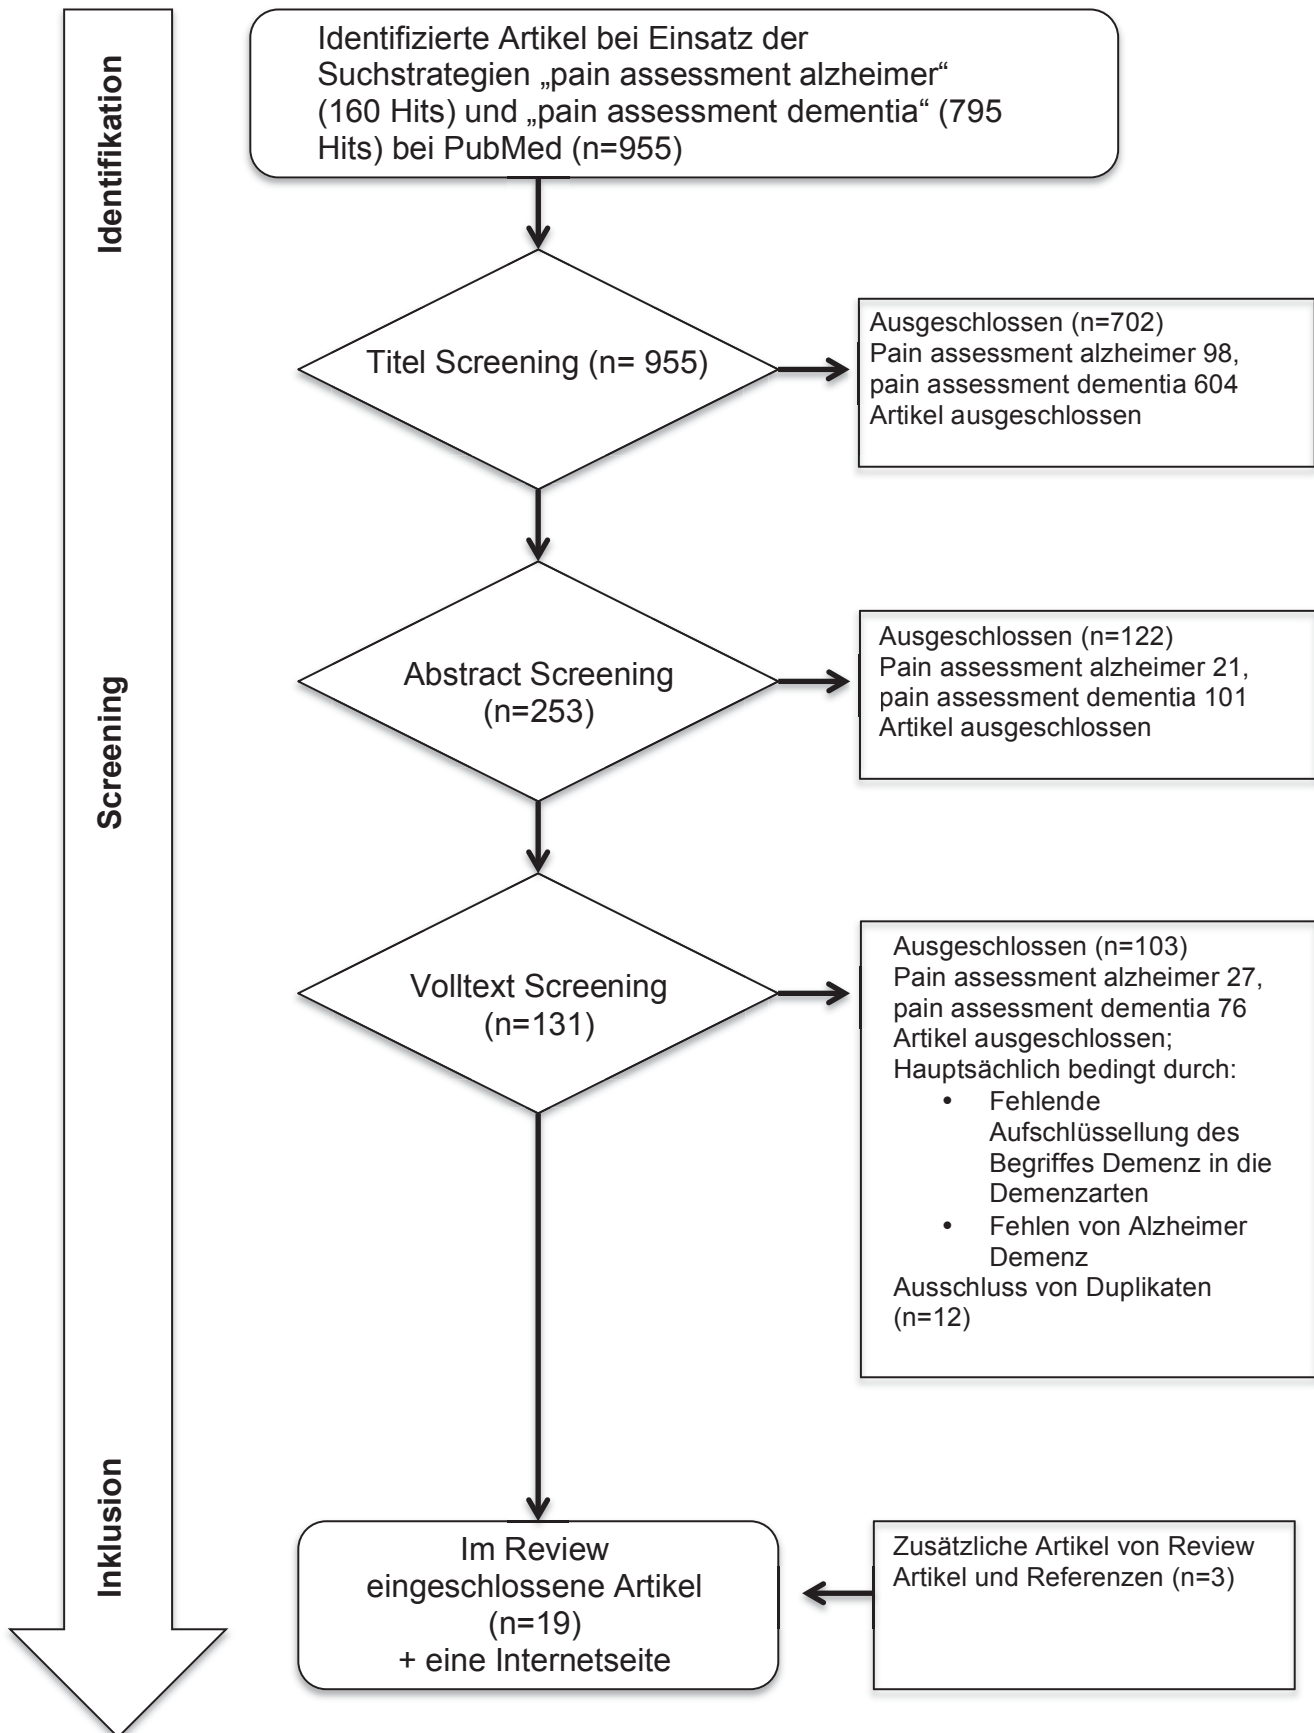 Identifikation
Identifizierte Artikel bei Einsatz der
Suchstrategien „pain assessment alzheimer“
(160 Hits) und „pain assessment dementia“ (795
Hits) bei PubMed (n=955)
Titel Screening (n= 955)
Ausgeschlossen (n=702)
Pain assessment alzheimer 98,
pain assessment dementia 604
Artikel ausgeschlossen
Screening
Abstract Screening
(n=253)
Ausgeschlossen (n=122)
Pain assessment alzheimer 21,
pain assessment dementia 101
Artikel ausgeschlossen
Volltext Screening
(n=131)
Ausgeschlossen (n=103)
Pain assessment alzheimer 27,
pain assessment dementia 76
Artikel ausgeschlossen;
Hauptsächlich bedingt durch:
• Fehlende
Aufschlüssellung des
Begriffes Demenz in die
Demenzarten
• Fehlen von Alzheimer
Demenz
Ausschluss von Duplikaten
(n=12)
Inklusion
Im Review
eingeschlossene Artikel
(n=19)
+ eine Internetseite
Zusätzliche Artikel von Review
Artikel und Referenzen (n=3)